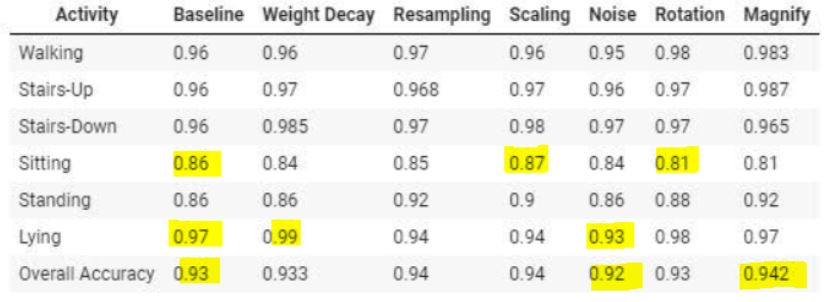 Activity Baseline Weight Decay Resampling Scaling Noise Rotation Magnify
Walking 0.96 0.96 0.97 0.96 0.95 0.98 0.983
Stairs-Up 0.96 0.97 0.968 0.97 0.96 0.97 0.987
Stairs-Down 0.96 0.985 0.97 0.98 0.97 0.97 0.965
Sitting 0.86 0.84 0.85 0.87 0.84 0.81 0.81
Standing 0.86 0.86 0.92 0.9 0.86 0.88 0.92
Lying 0.97 0.99 0.94 0.94 0.93 0.98 0.97
Overall Accuracy 0.93 0.933 0.94 0.94 0.92 0.93 0.942